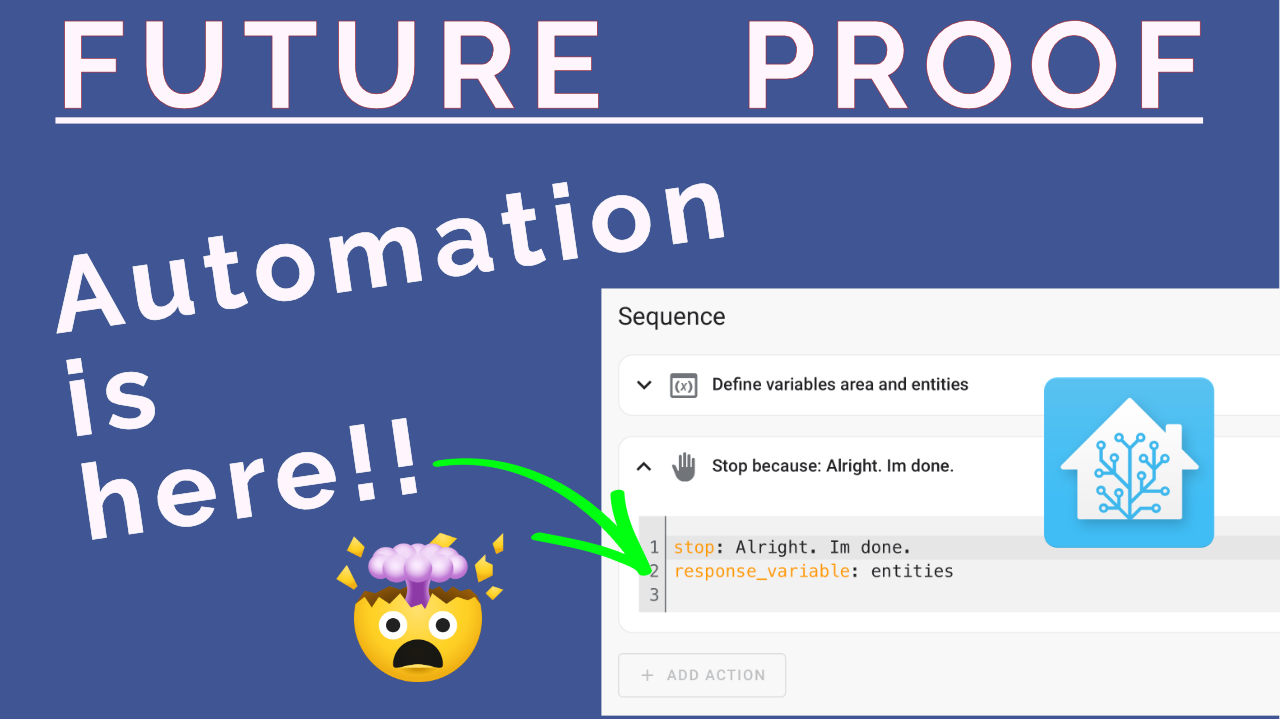 FUTURE PROOF
Automation
is
here!!
Sequence
(x) Define variables area and entities
Stop because: Alright. Im done.
1 stop: Alright. Im done.
2 response_variable: entities
3
+ ADD ACTION